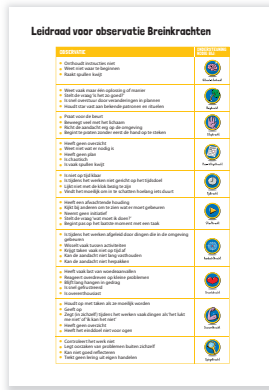 Leidraad voor observatie Breinkrachten
OBSERVATIE
ONDERSTEUNING
Onthoudt instructies niet
Weet niet waar te beginnen
Raakt spullen kwijt
Weet vaak maar één oplossing of manier
Stelt de vraag 'is het zo goed?'
Is snel overstuur door veranderingen in plannen
Houdt star vast aan bekende patronen en situaties
Praat voor de beurt
Beweegt veel met het lichaam
Richt de aandacht erg op de omgeving
Begint te praten zonder eerst de hand op te steken
Heeft geen overzicht
Weet niet wat er nodig is
Heeft geen plan
Is chaotisch
Is vaak spullen kwijt
Is niet op tijd klaar
Is tijdens het werken niet gericht op het tijdsdoel
Lijkt niet met de klok bezig te zijn
Vindt het moeilijk om in te schatten hoelang iets duurt
Heeft een afwachtende houding
Kijkt bij anderen om te zien wat er moet gebeuren
Neemt geen initiatief
Stelt de vraag 'wat moet ik doen?'
Begint pas op het laatste moment met een taak
Is tijdens het werken afgeleid door dingen die in de omgeving
gebeuren
Wisselt vaak tussen activiteiten
Krijgt taken vaak niet op tijd af
Kan de aandacht niet lang vasthouden
Kan de aandacht niet herpakken
Heeft vaak last van woedeaanvallen
Reageert overdreven op kleine problemen
Blijft lang hangen in gedrag
Is snel gefrustreerd
Is overenthousiast
Houdt op met taken als ze moeilijk worden
Geeft op
Zegt (in zichzelf) tijdens het werken vaak dingen als 'het lukt
me niet' of 'ik kan het niet'
Heeft geen overzicht
Heeft het einddoel niet voor ogen
Controleert het werk niet
Legt oorzaken van problemen buiten zichzelf
Kan niet goed reflecteren
Trekt geen lering uit eigen handelen